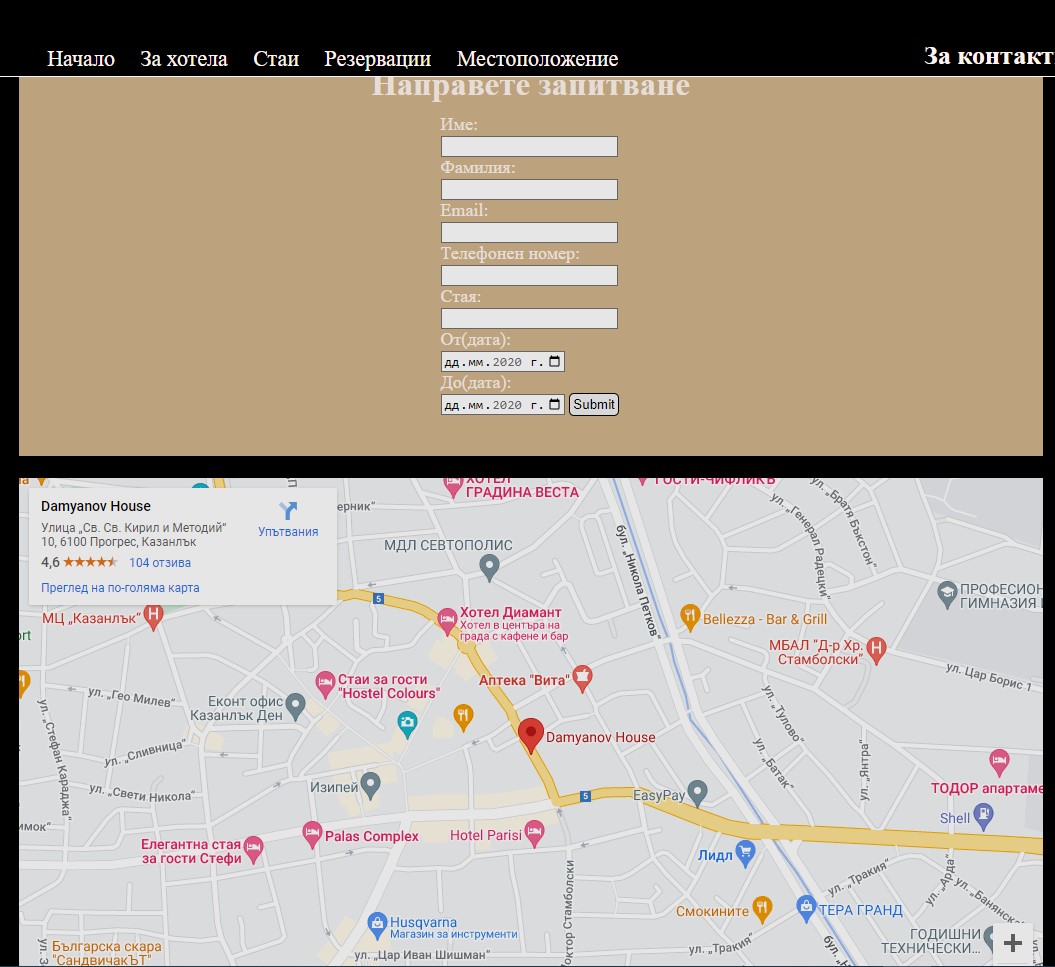 Начало За хотела Стаи Резервации Местоположение За контакт
Направете запитване
Име:
Фамилия:
Email:
Телефонен номер:
Стая:
От(дата):
дд.мм.2020 г.
До(дата):
дд.мм.2020 г. Submit
Damyanov House
Улица „Св. Св. Кирил и Методий“
10, 6100 Прогрес, Казанлък
4,6 104 отзива
Упътвания
Преглед на по-голяма карта
ерник“
ХОТЕЛ
ГРАДИНА ВЕСТА
ГОСТИ-ЧИФЛИКЪ
МДЛ СЕВТОПОЛИС
бул. „Никола Петков“
ул. „Генерал Радецки“
ул. „Братя Бъкстон“
ПРОФЕСИОН
ГИМНАЗИЯ
5
МЦ „Казанлък“
Хотел Диамант
Хотел в центъра на
града с кафене и бар
Bellezza - Bar & Grill
МБАЛ "Д-р Хр.
Стамболски"
ул. Цар Борис 1
Стаи за гости
"Hostel Colours"
Аптека "Вита"
ул. „Гео Милев“
Еконт офис
Казанлък Ден
ул. „Стефан Караджа“
ул. „Сливница“
Damyanov House
ул. „Тулово“
ул. „Батак“
ул. „Янтра“
ТОДОР апартаме
Изипей
ул. „Свети Никола“
5
EasyPay
Shell
имок“
Елегантна стая
за гости Стефи
Palas Complex
Hotel Parisi
Лидл
ул. „Тракия“
ул. „Арда“
ул. „Банянска
октор Стамболски
Смокините
ТЕРА ГРАНД
Husqvarna
Магазин за инструменти
ул. „Цар Иван Шишман“
ул. „Тракия“
ГОДИШНИ
ТЕХНИЧЕСКИ...
Българска скара
"СандвичакЪТ"